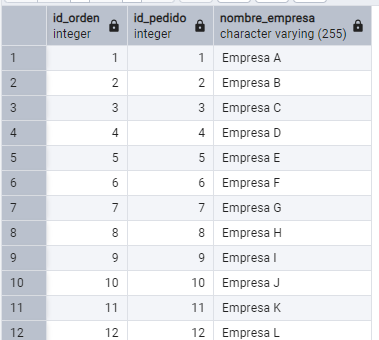 id_orden id_pedido nombre_empresa
integer integer character varying (255)
1 1 1 Empresa A
2 2 2 Empresa B
3 3 3 Empresa C
4 4 4 Empresa D
5 5 5 Empresa E
6 6 6 Empresa F
7 7 7 Empresa G
8 8 8 Empresa H
9 9 9 Empresa I
10 10 10 Empresa J
11 11 11 Empresa K
12 12 12 Empresa L